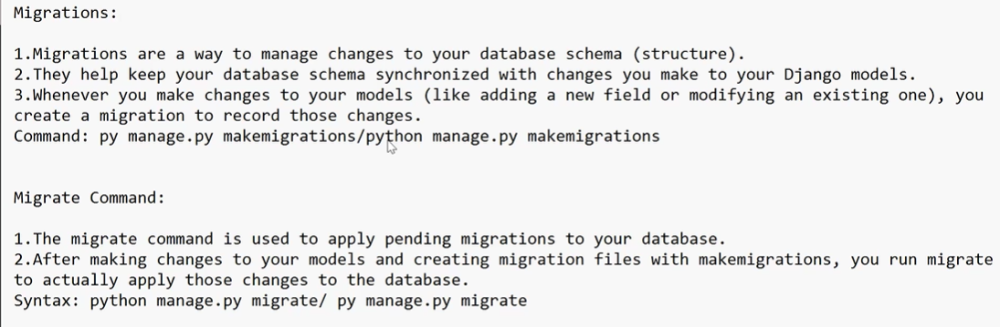 Migrations:
1.Migrations are a way to manage changes to your database schema (structure).
2.They help keep your database schema synchronized with changes you make to your Django models.
3.Whenever you make changes to your models (like adding a new field or modifying an existing one), you
create a migration to record those changes.
Command: py manage.py makemigrations/python manage.py makemigrations
Migrate Command:
1.The migrate command is used to apply pending migrations to your database.
2.After making changes to your models and creating migration files with makemigrations, you run migrate
to actually apply those changes to the database.
Syntax: python manage.py migrate/ py manage.py migrate